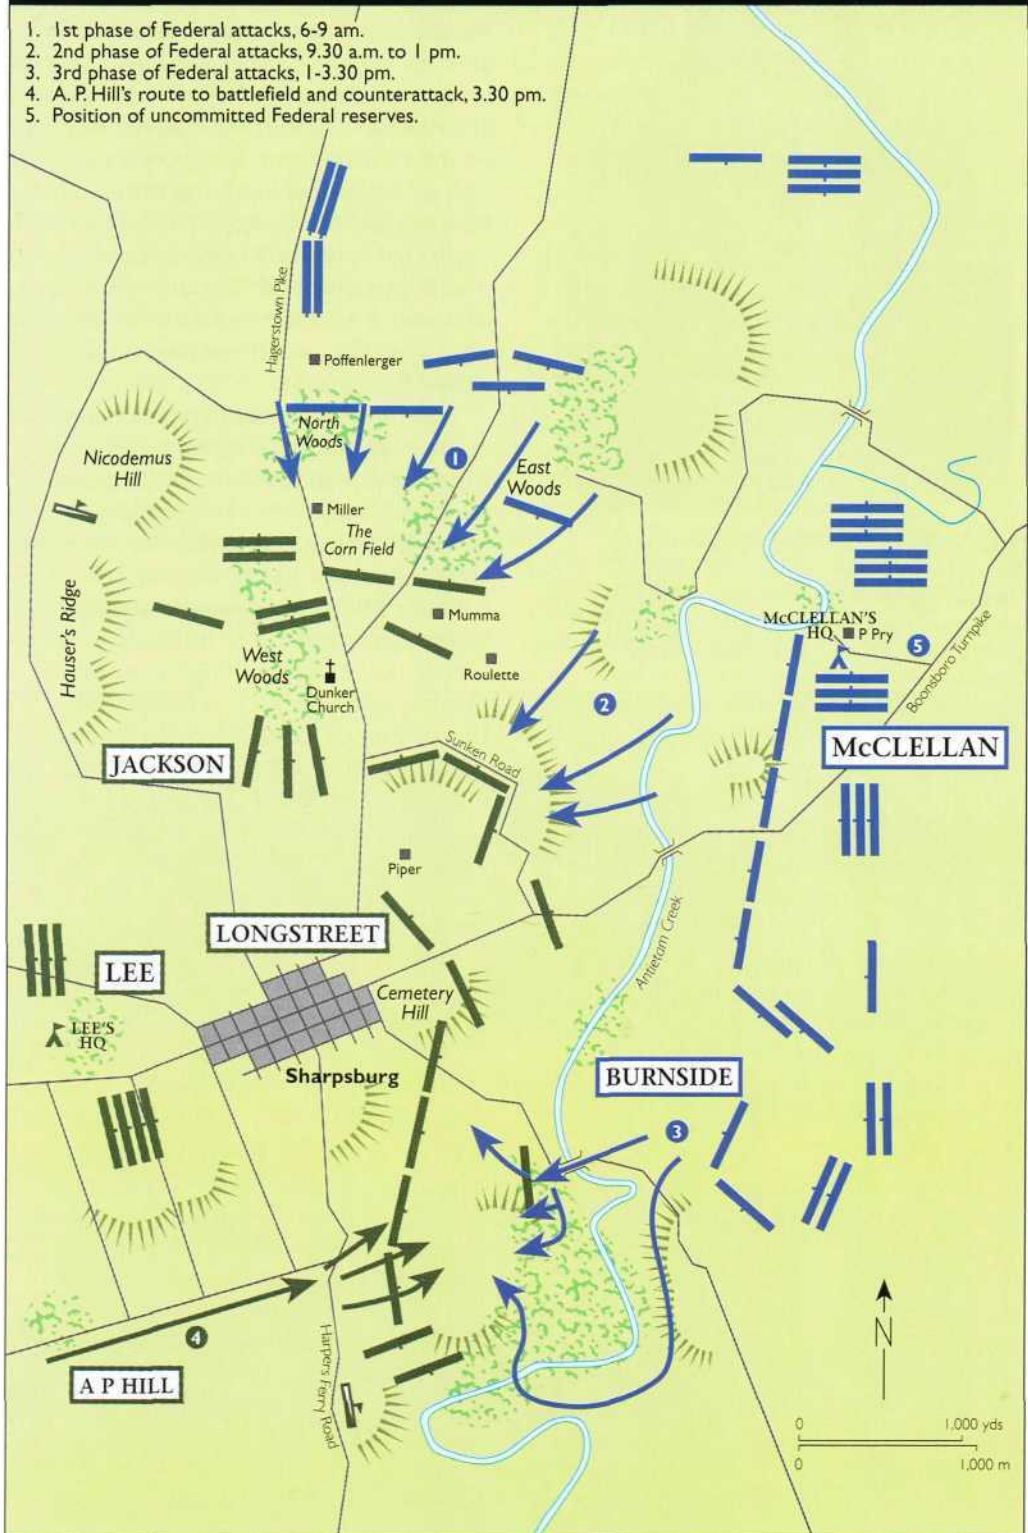 1. 1st phase of Federal attacks, 6-9 am.
2. 2nd phase of Federal attacks, 9.30 a.m. to 1 pm.
3. 3rd phase of Federal attacks, 1-3.30 pm.
4. A. P. Hill's route to battlefield and counterattack, 3.30 pm.
5. Position of uncommitted Federal reserves.
Hagerstown Pike
Poffenlerger
North
Woods
Nicodemus
Hill
1
East
Woods
Miller
The
Corn Field
Hauser's Ridge
Mumma
McCLELLAN'S
HQ
P Pry
5
Boonsboro Turnpike
West
Woods
Roulette
Dunker
Church
2
JACKSON
Sunken Road
McCLELLAN
Piper
LONGSTREET
LEE
Antietam Creek
Cemetery
Hill
LEE'S
HQ
Sharpsburg
BURNSIDE
3
4
N
A P HILL
Harpers Ferry Road
0 1,000 yds
0 1,000 m